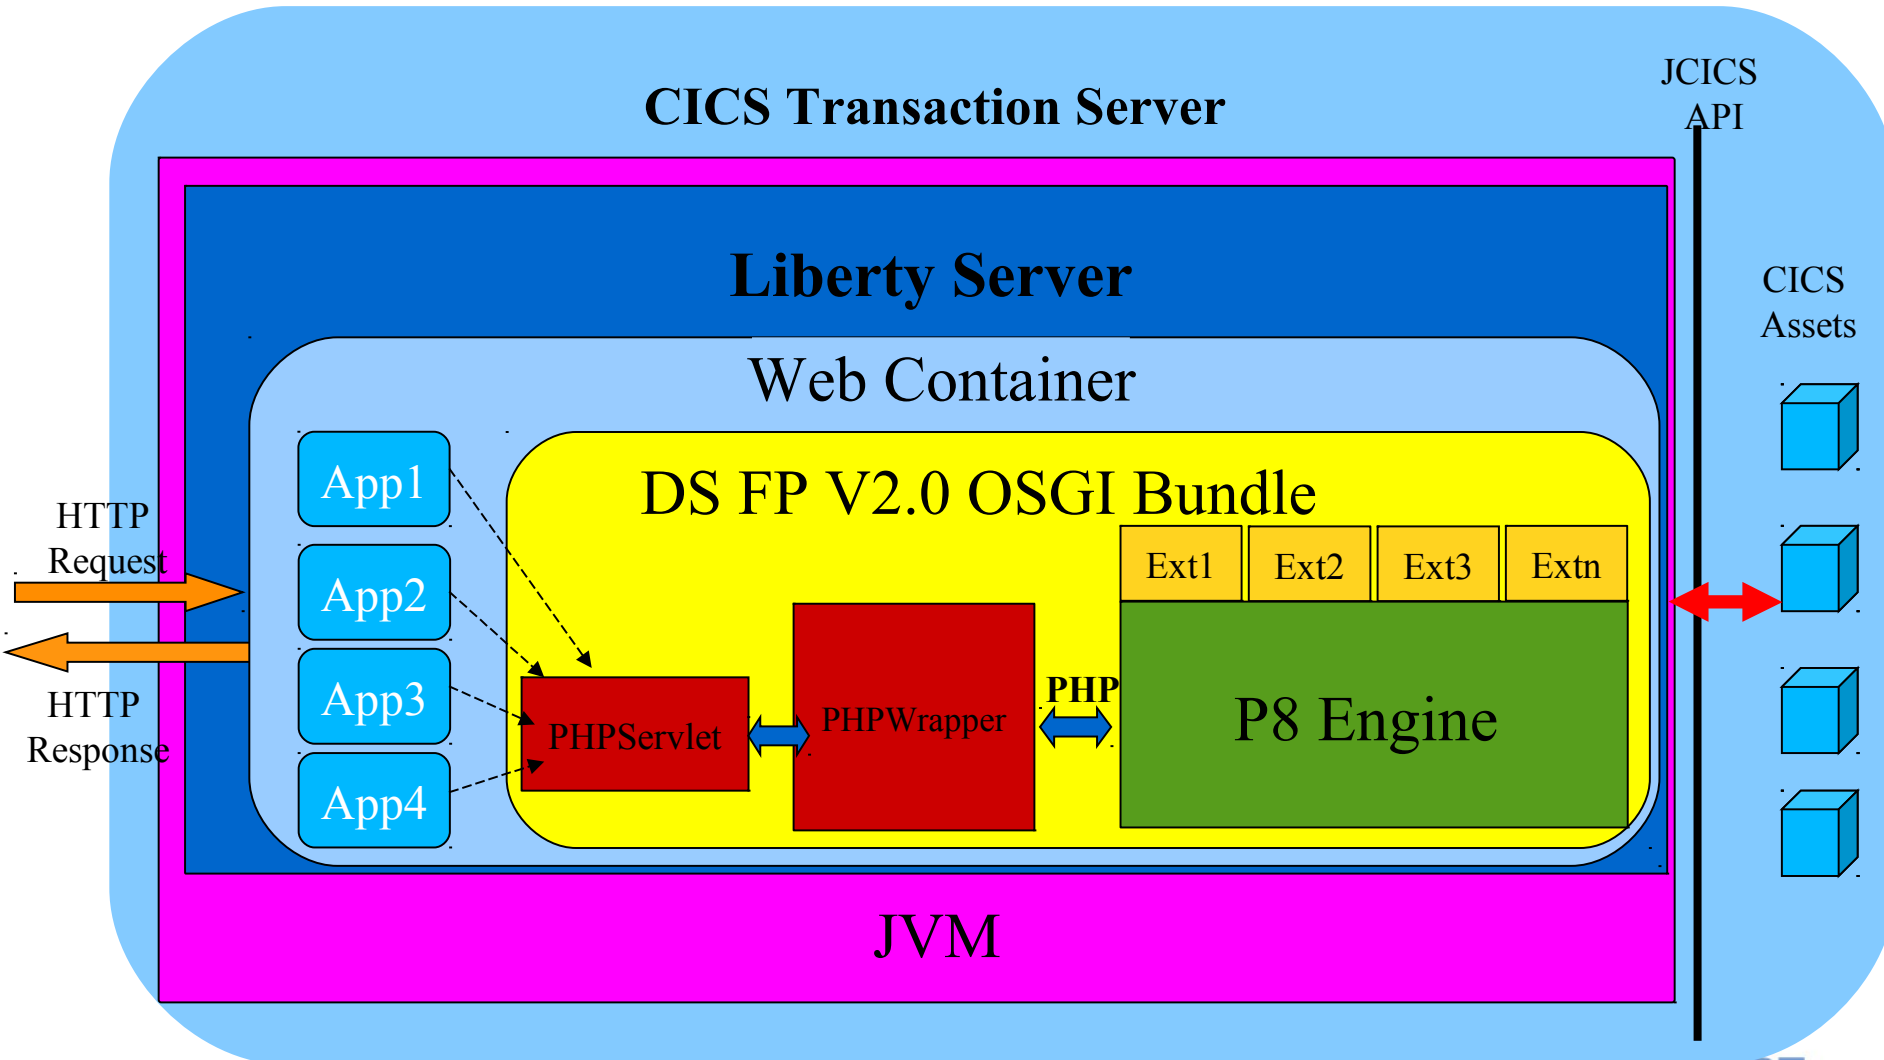 JCICS
API
CICS Transaction Server
Liberty Server
CICS
Assets
Web Container
App1
DS FP V2.0 OSGI Bundle
HTTP
Request
Ext1
Ext2
Ext3
Extn
App2
App3
HTTP
Response
PHPServlet
PHPWrapper
PHP
P8 Engine
App4
JVM